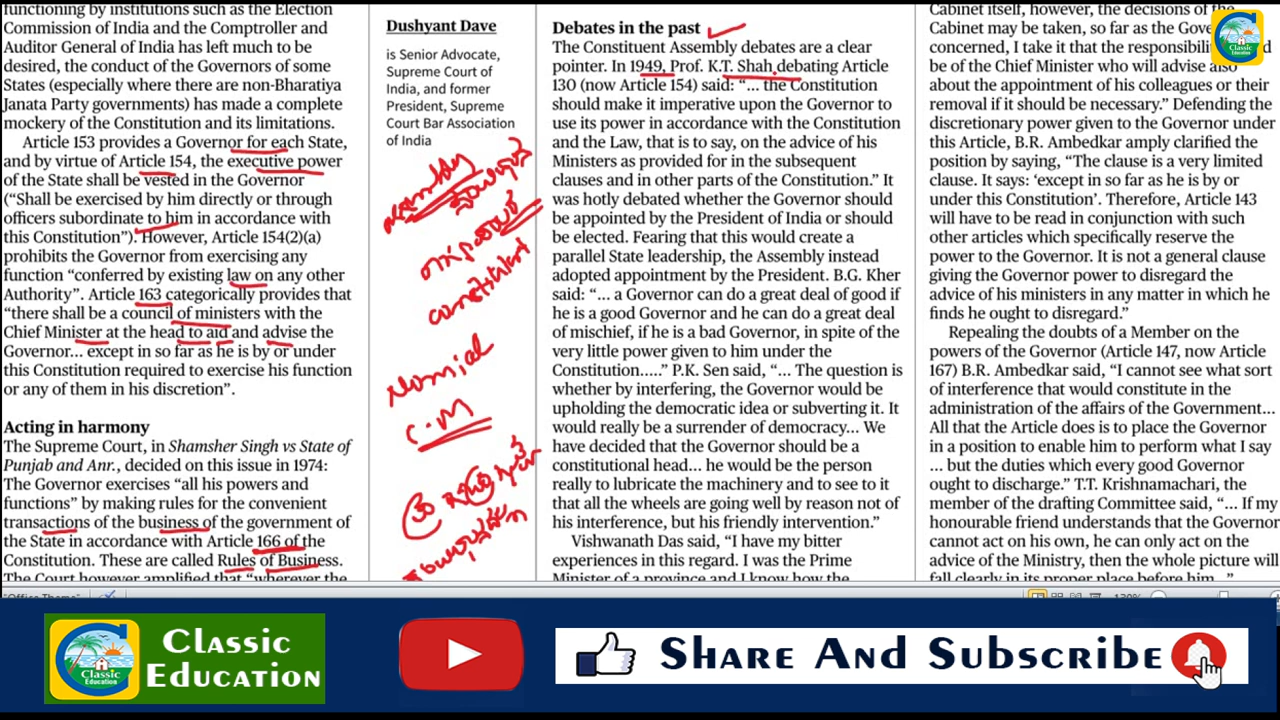 functioning by institutions such as the Election
Commission of India and the Comptroller and
Auditor General of India has left much to be
desired, the conduct of the Governors of some
States (especially where there are non-Bharatiya
Janata Party governments) has made a complete
mockery of the Constitution and its limitations.
Article 153 provides a Governor for each State,
and by virtue of Article 154, the executive power
of the State shall be vested in the Governor
(“Shall be exercised by him directly or through
officers subordinate to him in accordance with
this Constitution”). However, Article 154(2)(a)
prohibits the Governor from exercising any
function “conferred by existing law on any other
Authority”. Article 163 categorically provides that
“there shall be a council of ministers with the
Chief Minister at the head to aid and advise the
Governor… except in so far as he is by or under
this Constitution required to exercise his function
or any of them in his discretion”.
Acting in harmony
The Supreme Court, in Shamsher Singh vs State of
Punjab and Anr., decided on this issue in 1974:
The Governor exercises “all his powers and
functions” by making rules for the convenient
transactions of the business of the government of
the State in accordance with Article 166 of the
Constitution. These are called Rules of Business.
The Court however amplified that “wherever the
Dushyant Dave
is Senior Advocate,
Supreme Court of
India, and former
President, Supreme
Court Bar Association
of India
Assembly
Nominal
C.M
Debates in the past
The Constituent Assembly debates are a clear
pointer. In 1949, Prof. K.T. Shah debating Article
130 (now Article 154) said: “… the Constitution
should make it imperative upon the Governor to
use its power in accordance with the Constitution
and the Law, that is to say, on the advice of his
Ministers as provided for in the subsequent
clauses and in other parts of the Constitution.” It
was hotly debated whether the Governor should
be appointed by the President of India or should
be elected. Fearing that this would create a
parallel State leadership, the Assembly instead
adopted appointment by the President. B.G. Kher
said: “… a Governor can do a great deal of good if
he is a good Governor and he can do a great deal
of mischief, if he is a bad Governor, in spite of the
very little power given to him under the
Constitution…..” P.K. Sen said, “… The question is
whether by interfering, the Governor would be
upholding the democratic idea or subverting it. It
would really be a surrender of democracy… We
have decided that the Governor should be a
constitutional head… he would be the person
really to lubricate the machinery and to see to it
that all the wheels are going well by reason not of
his interference, but his friendly intervention.”
Vishwanath Das said, “I have my bitter
experiences in this regard. I was the Prime
Minister of a province and I know how the
Cabinet itself, however, the decisions of the
Cabinet may be taken, so far as the Gove
concerned, I take it that the responsibili
be of the Chief Minister who will advise also
about the appointment of his colleagues or their
removal if it should be necessary.” Defending the
discretionary power given to the Governor under
this Article, B.R. Ambedkar amply clarified the
position by saying, “The clause is a very limited
clause. It says: ‘except in so far as he is by or
under this Constitution’. Therefore, Article 143
will have to be read in conjunction with such
other articles which specifically reserve the
power to the Governor. It is not a general clause
giving the Governor power to disregard the
advice of his ministers in any matter in which he
finds he ought to disregard.”
Repealing the doubts of a Member on the
powers of the Governor (Article 147, now Article
167) B.R. Ambedkar said, “I cannot see what sort
of interference that would constitute in the
administration of the affairs of the Government…
All that the Article does is to place the Governor
in a position to enable him to perform what I say
… but the duties which every good Governor
ought to discharge.” T.T. Krishnamachari, the
member of the drafting Committee said, “… If my
honourable friend understands that the Governor
cannot act on his own, he can only act on the
advice of the Ministry, then the whole picture will
fall clearly in its proper place before him…”
Classic
Education
"Office Theme"
130%
Classic
Education
Classic
Education
Share And Subscribe